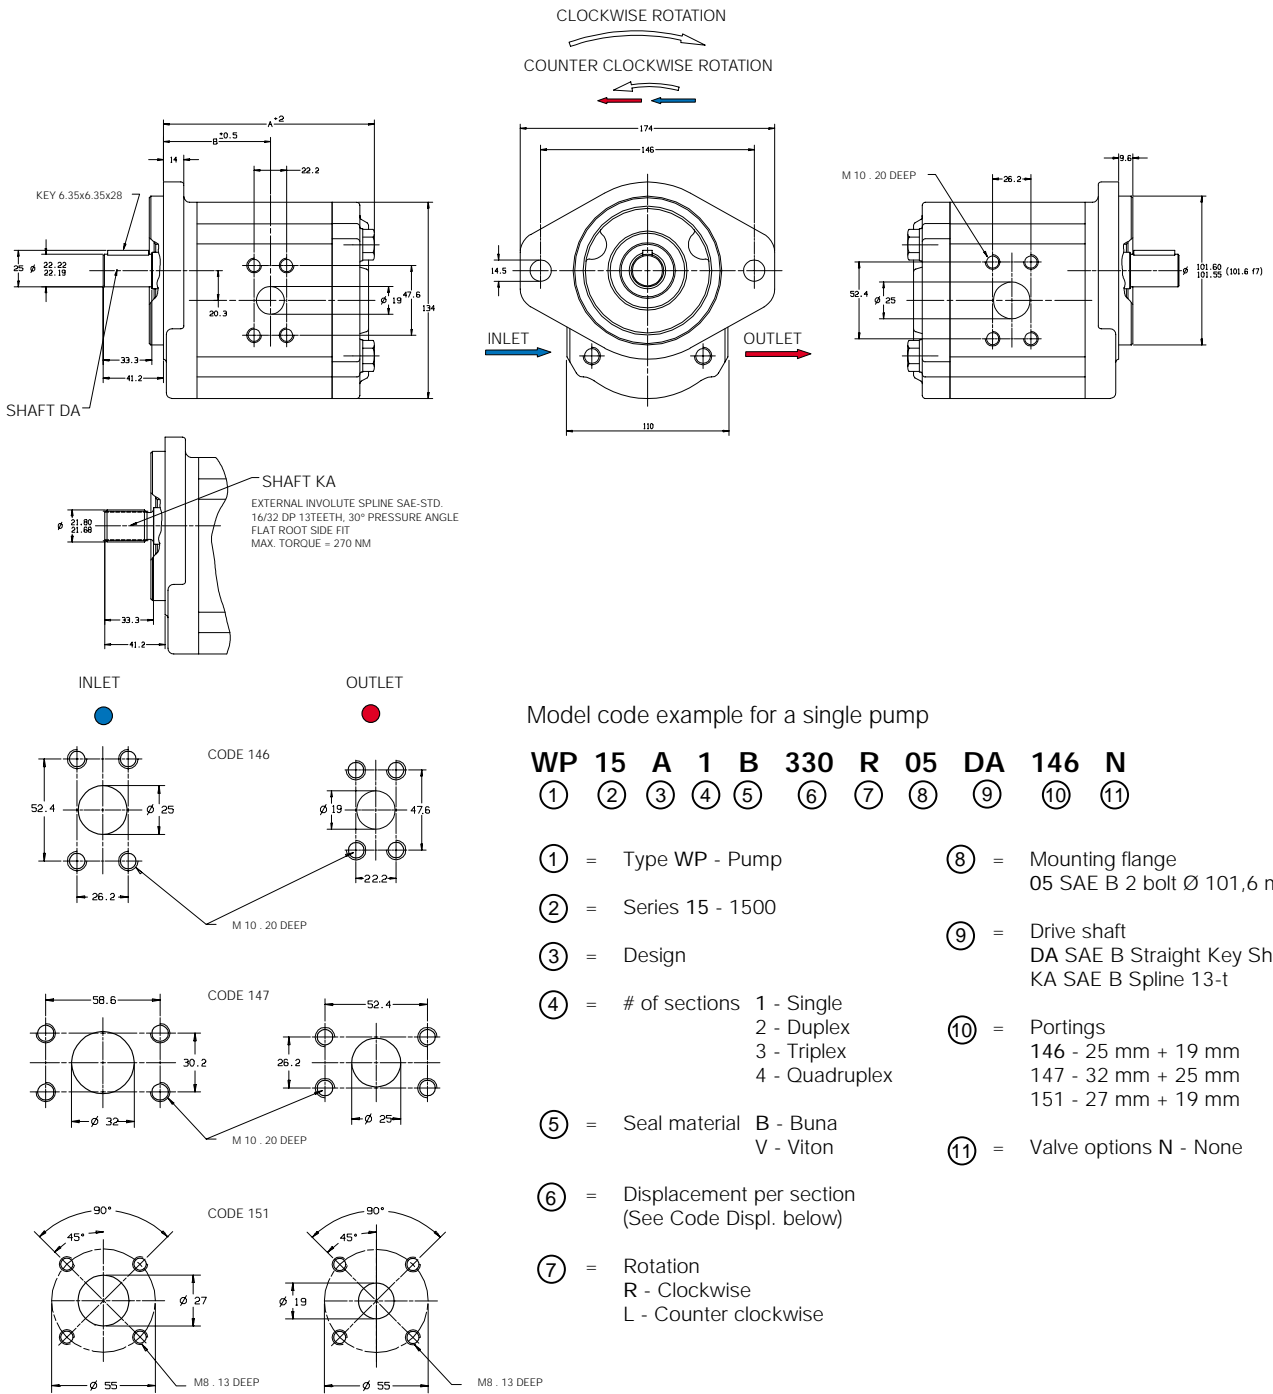 CLOCKWISE ROTATION
COUNTER CLOCKWISE ROTATION
A +2
B ±0.5
14
22.2
KEY 6.35x6.35x28
25
Ø 22.22
22.19
20.3
Ø 19
47.6
134
33.3
41.2
SHAFT DA
174
146
14.5
INLET
OUTLET
110
M 10 . 20 DEEP
26.2
9.6
52.4
Ø 25
Ø 101.60
101.55 (101.6 f7)
SHAFT KA
EXTERNAL INVOLUTE SPLINE SAE-STD.
16/32 DP 13TEETH, 30° PRESSURE ANGLE
FLAT ROOT SIDE FIT
MAX. TORQUE = 270 NM
Ø 21.80
21.68
33.3
41.2
INLET
OUTLET
CODE 146
52.4
Ø 25
26.2
Ø 19
47.6
22.2
M 10 . 20 DEEP
CODE 147
58.6
30.2
Ø 32
52.4
26.2
Ø 25
M 10 . 20 DEEP
CODE 151
90°
45°
Ø 27
Ø 55
M8 . 13 DEEP
90°
45°
Ø 19
Ø 55
M8 . 13 DEEP
Model code example for a single pump
WP 15 A 1 B 330 R 05 DA 146 N
1 2 3 4 5 6 7 8 9 10 11
1 = Type WP - Pump
2 = Series 15 - 1500
3 = Design
4 = # of sections 1 - Single
2 - Duplex
3 - Triplex
4 - Quadruplex
5 = Seal material B - Buna
V - Viton
6 = Displacement per section
(See Code Displ. below)
7 = Rotation
R - Clockwise
L - Counter clockwise
8 = Mounting flange
05 SAE B 2 bolt Ø 101,6
9 = Drive shaft
DA SAE B Straight Key Sh
KA SAE B Spline 13-t
10 = Portings
146 - 25 mm + 19 mm
147 - 32 mm + 25 mm
151 - 27 mm + 19 mm
11 = Valve options N - None